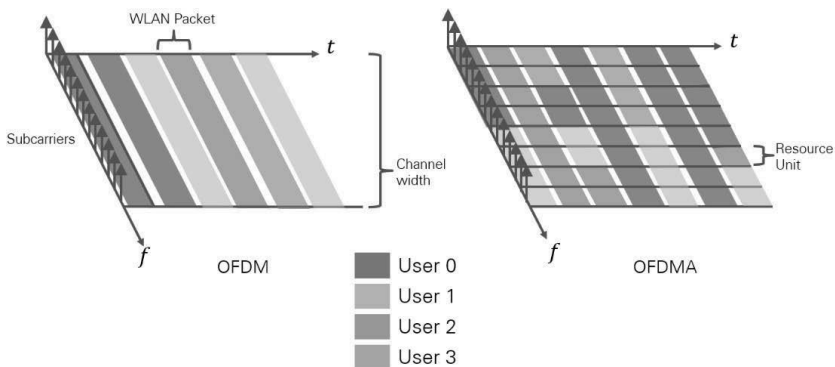 WLAN Packet
t
Subcarriers
Channel
width
f
OFDM
t
Resource
Unit
f
OFDMA
User 0
User 1
User 2
User 3